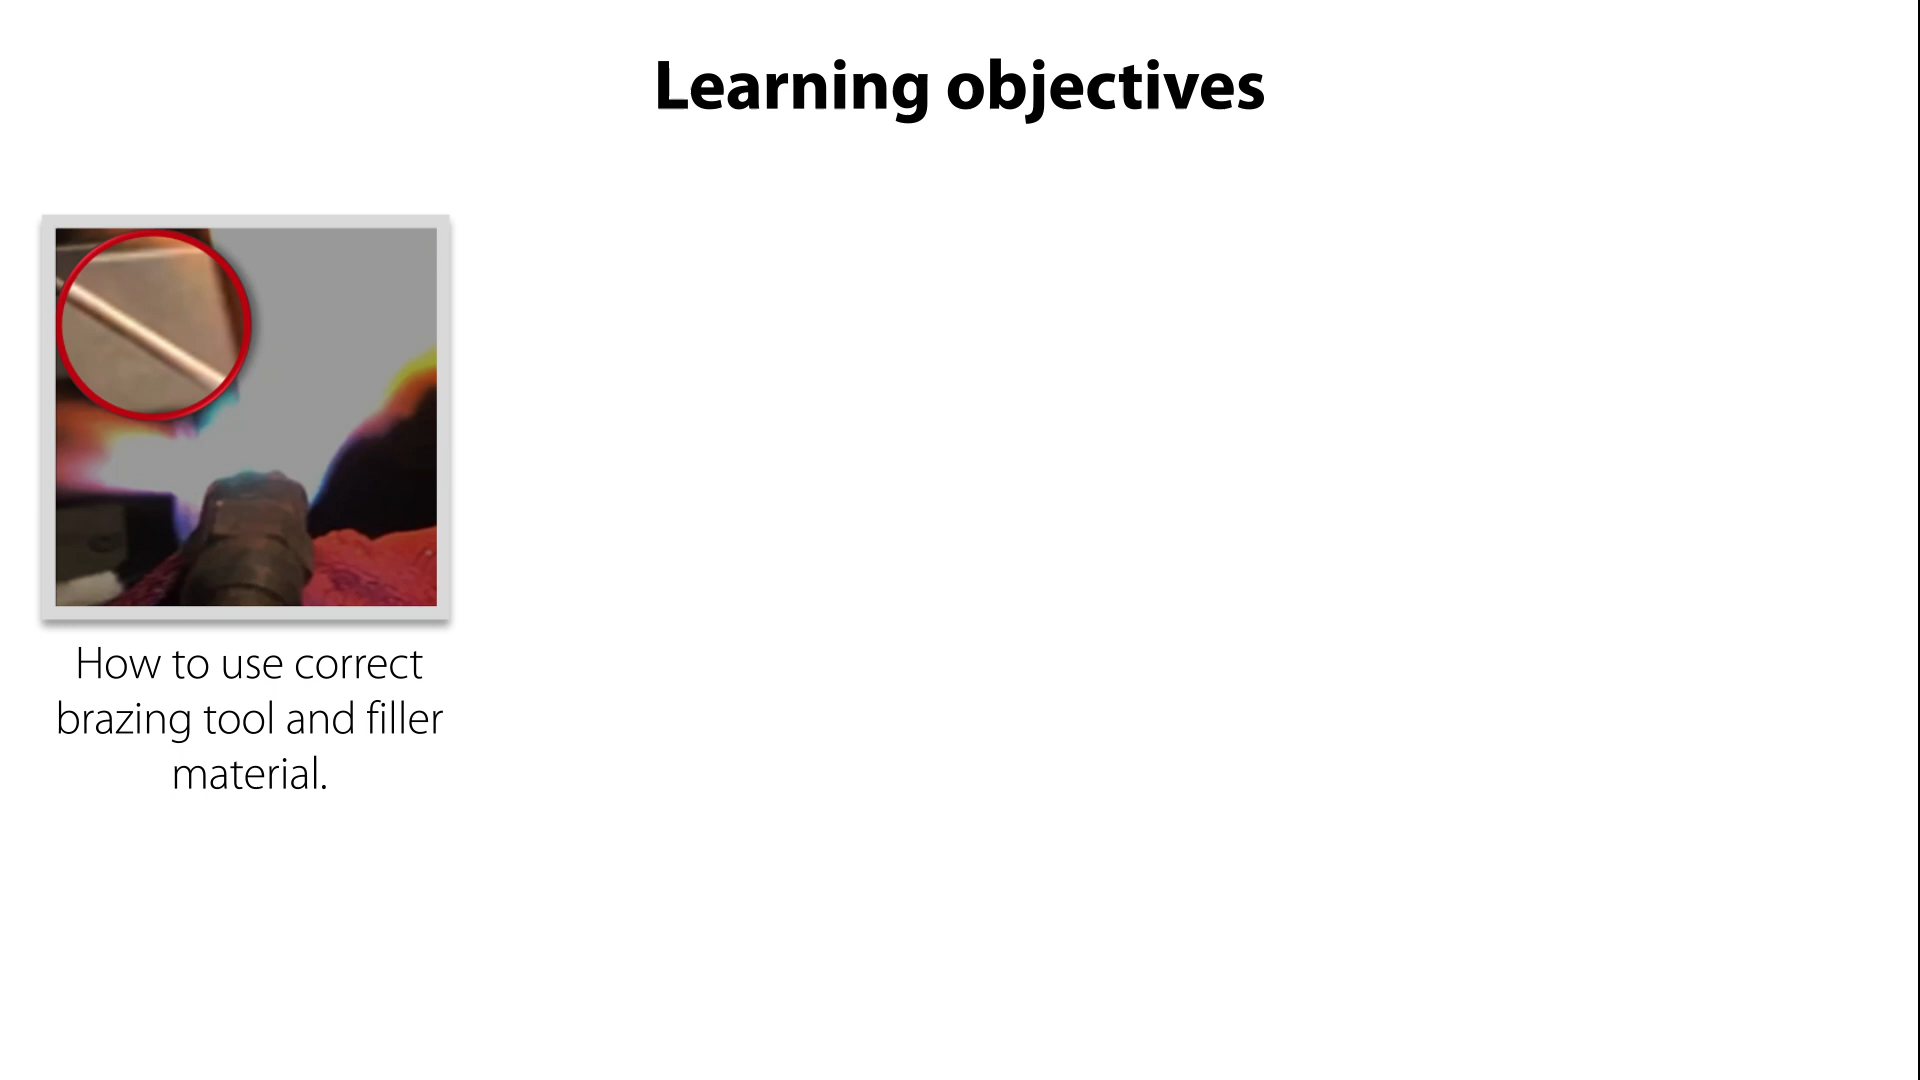 Learning objectives
How to use correct
brazing tool and filler
material.